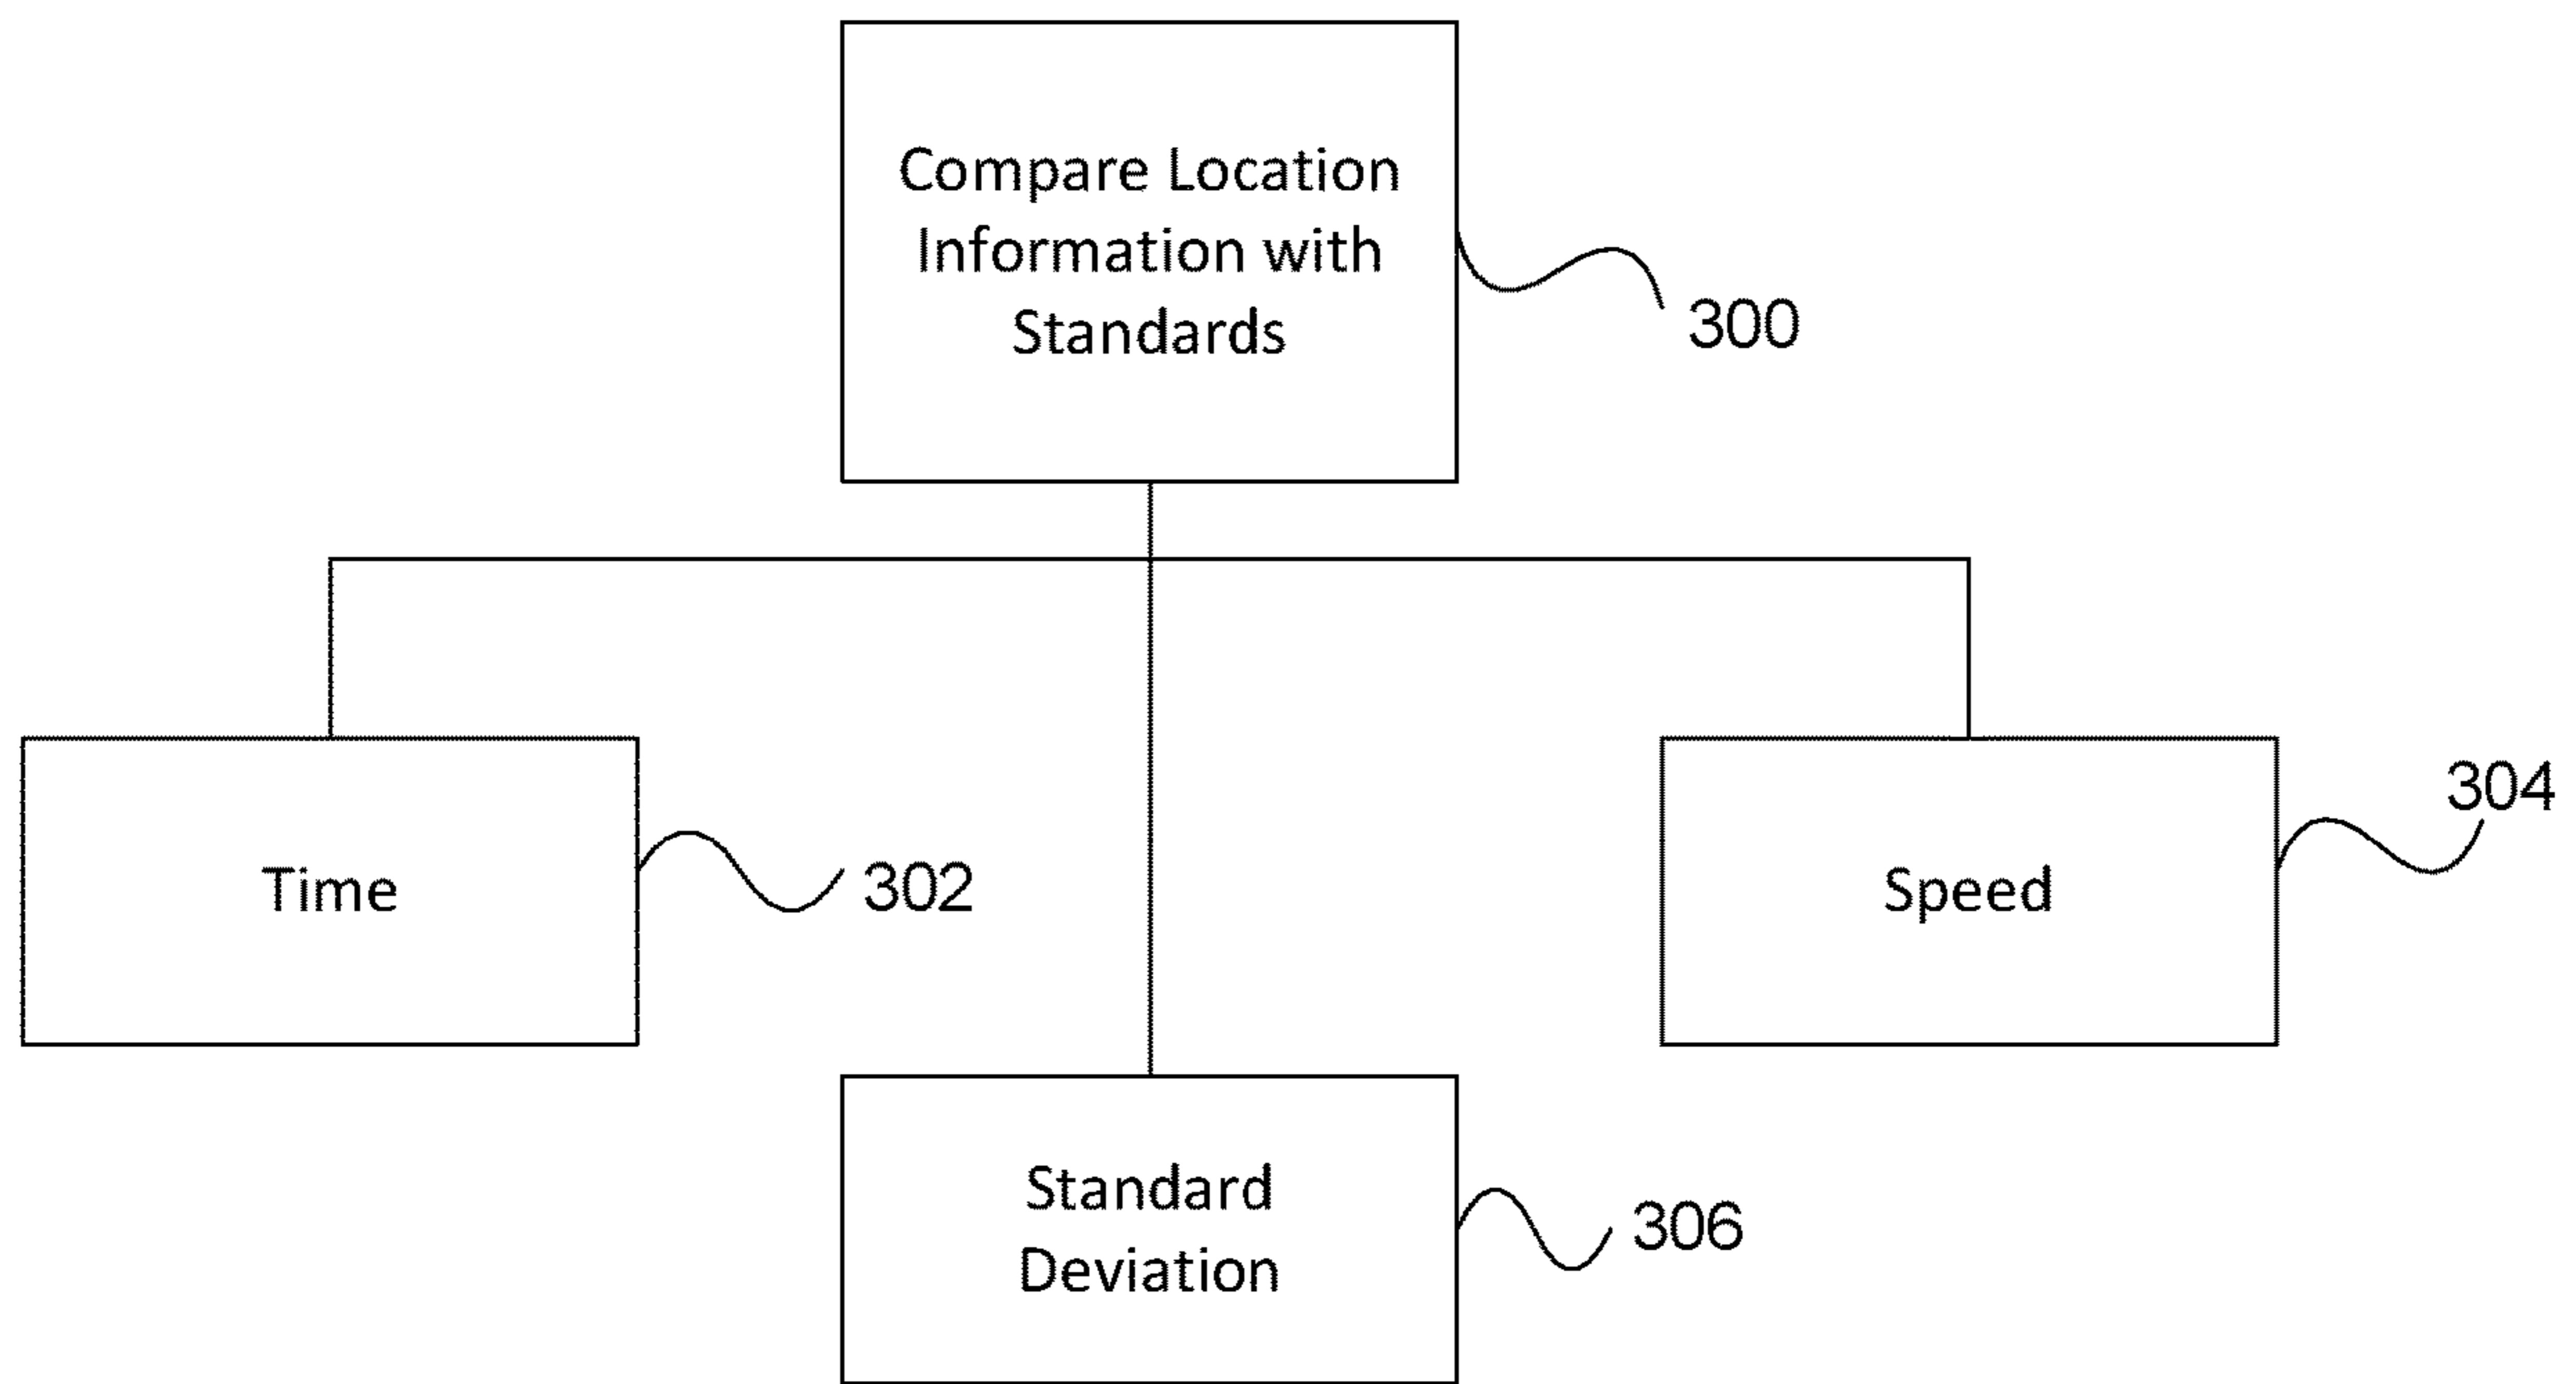 Compare Location
Information with
Standards
300
Time
302
Speed
304
Standard
Deviation
306